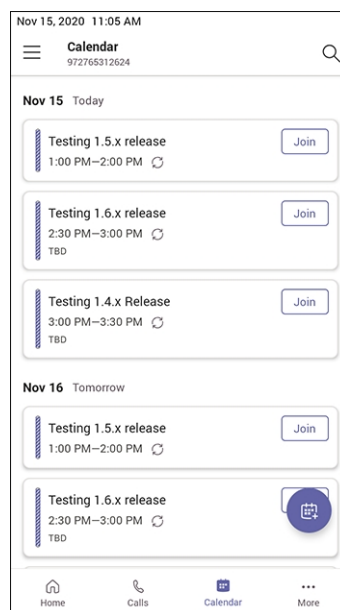 Nov 15, 2020 11:05 AM
Calendar
972765312624
Nov 15 Today
Testing 1.5.x release
Join
1:00 PM—2:00 PM
Testing 1.6.x release
Join
2:30 PM—3:00 PM
TBD
Testing 1.4.x Release
Join
3:00 PM—3:30 PM
TBD
Nov 16 Tomorrow
Testing 1.5.x release
Join
1:00 PM—2:00 PM
Testing 1.6.x release
2:30 PM—3:00 PM
TBD
Home Calls Calendar More